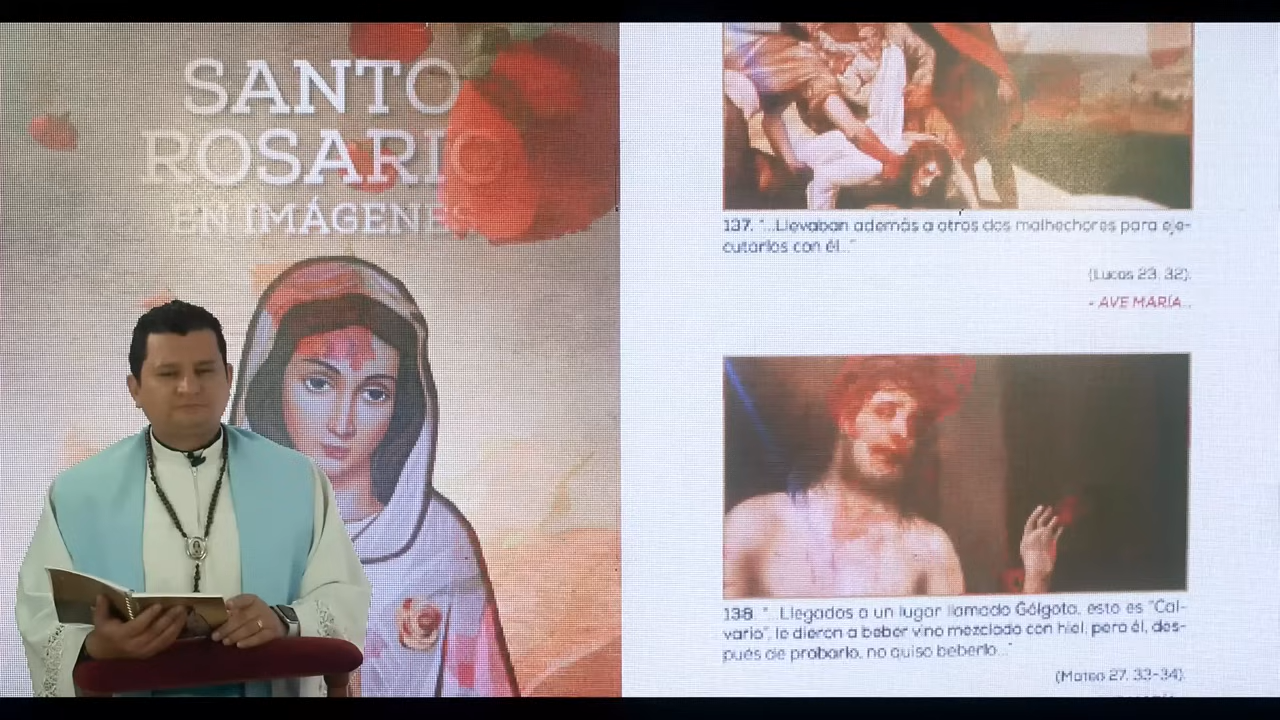 SANTO
ROSARIO
EN IMÁGENES
137. "...Llevaban además a otros dos malhechores para eje-
cutarlos con él..."
(Lucas 23, 32).
- AVE MARÍA...
138. "... Llegados a un lugar llamado Gólgota, esto es "Cal-
vario", le dieron a beber vino mezclado con hiel, pero él, des-
pués de probarlo, no quiso beberlo..."
(Mateo 27, 33-34).